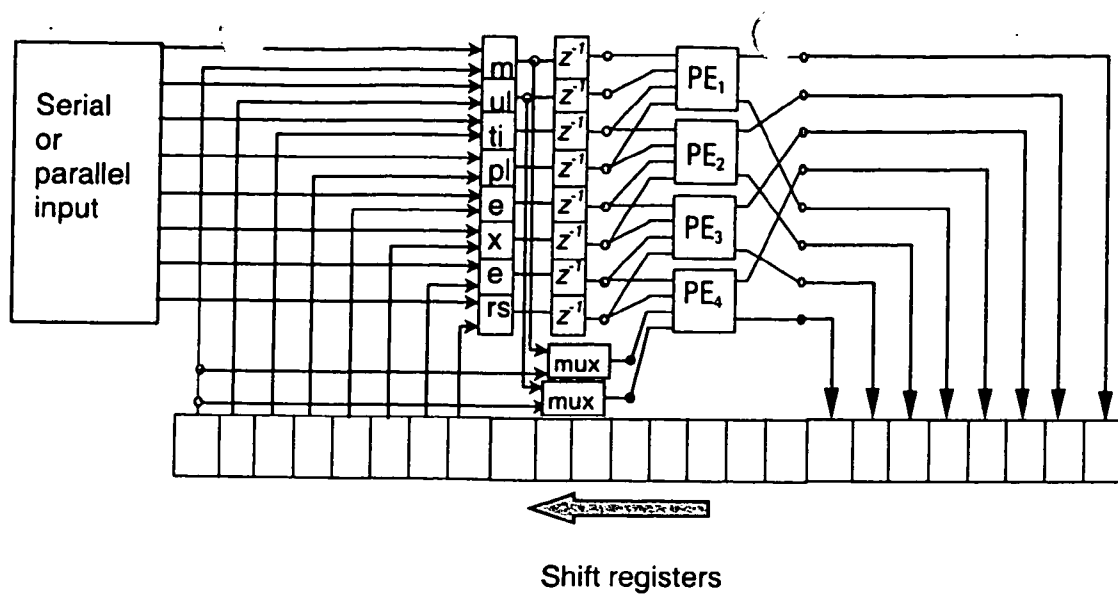 Serial
or
parallel
input
m
ul
ti
pl
e
x
e
rs
z⁻¹
z⁻¹
z⁻¹
z⁻¹
z⁻¹
z⁻¹
z⁻¹
z⁻¹
PE₁
PE₂
PE₃
PE₄
mux
mux
Shift registers